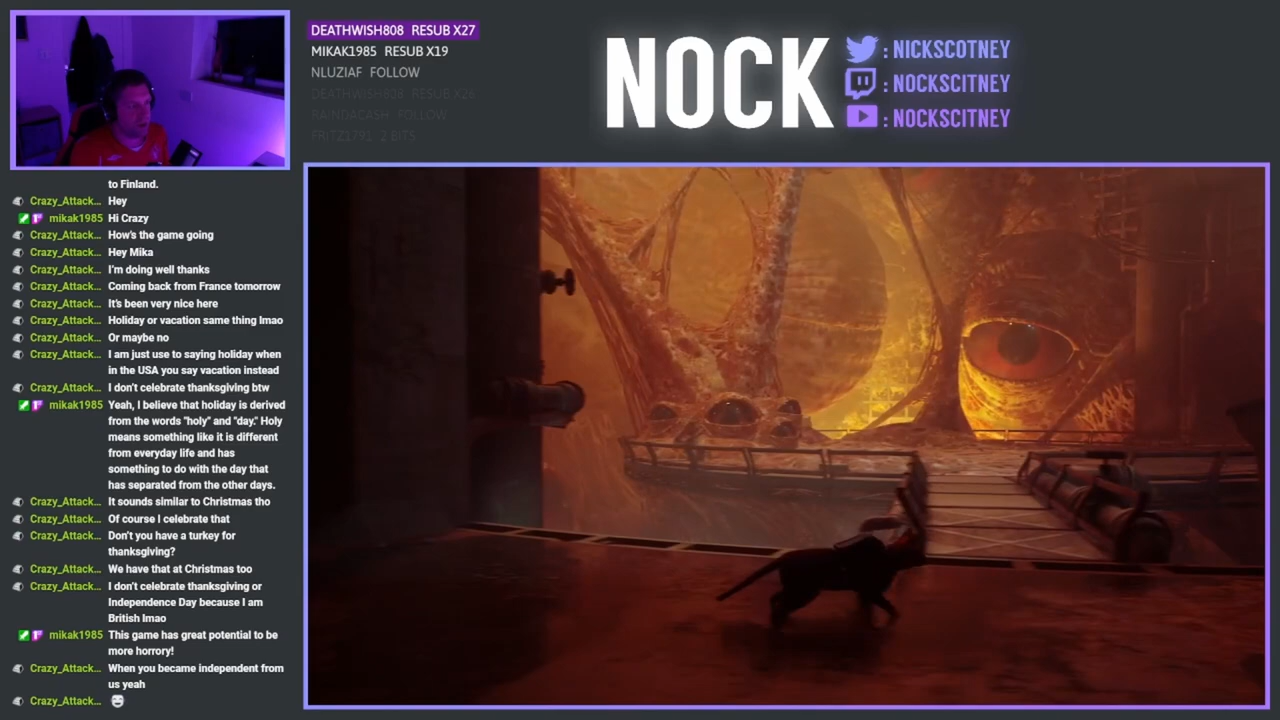 DEATHWISH808 RESUB X27
MIKAK1985 RESUB X19
NLUZIAF FOLLOW
DEATHWISH808 RESUB X26
RAINDACASH FOLLOW
FRITZ1791 2 BITS
NOCK
: NICKSCOTNEY
: NOCKSCITNEY
: NOCKSCITNEY
to Finland.
Crazy_Attack... Hey
mikak1985 Hi Crazy
Crazy_Attack... How's the game going
Crazy_Attack... Hey Mika
Crazy_Attack... I'm doing well thanks
Crazy_Attack... Coming back from France tomorrow
Crazy_Attack... It's been very nice here
Crazy_Attack... Holiday or vacation same thing lmao
Crazy_Attack... Or maybe no
Crazy_Attack... I am just use to saying holiday when
in the USA you say vacation instead
Crazy_Attack... I don't celebrate thanksgiving btw
mikak1985 Yeah, I believe that holiday is derived
from the words "holy" and "day." Holy
means something like it is different
from everyday life and has
something to do with the day that
has separated from the other days.
Crazy_Attack... It sounds similar to Christmas tho
Crazy_Attack... Of course I celebrate that
Crazy_Attack... Don't you have a turkey for
thanksgiving?
Crazy_Attack... We have that at Christmas too
Crazy_Attack... I don't celebrate thanksgiving or
Independence Day because I am
British lmao
mikak1985 This game has great potential to be
more horrory!
Crazy_Attack... When you became independent from
us yeah
Crazy_Attack...